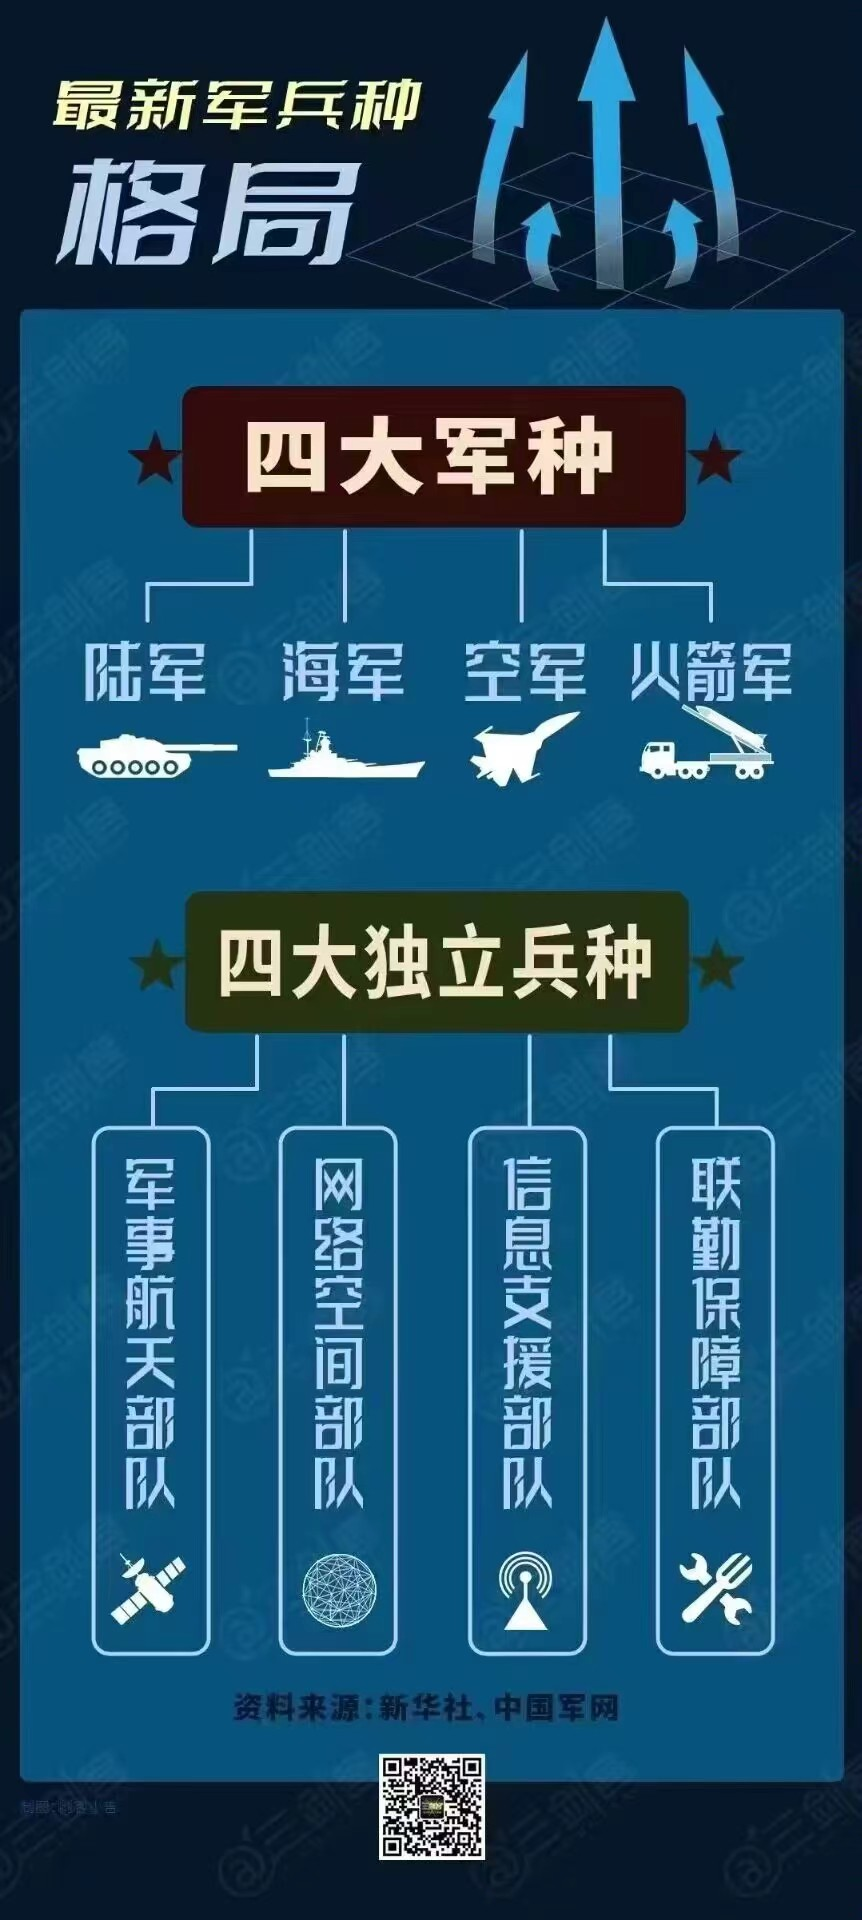 最新军兵种
格局
四大军种
陆军
海军
空军
火箭军
四大独立兵种
军事航天部队
网络空间部队
信息支援部队
联勤保障部队
资料来源：新华社、中国军网
@三剑客